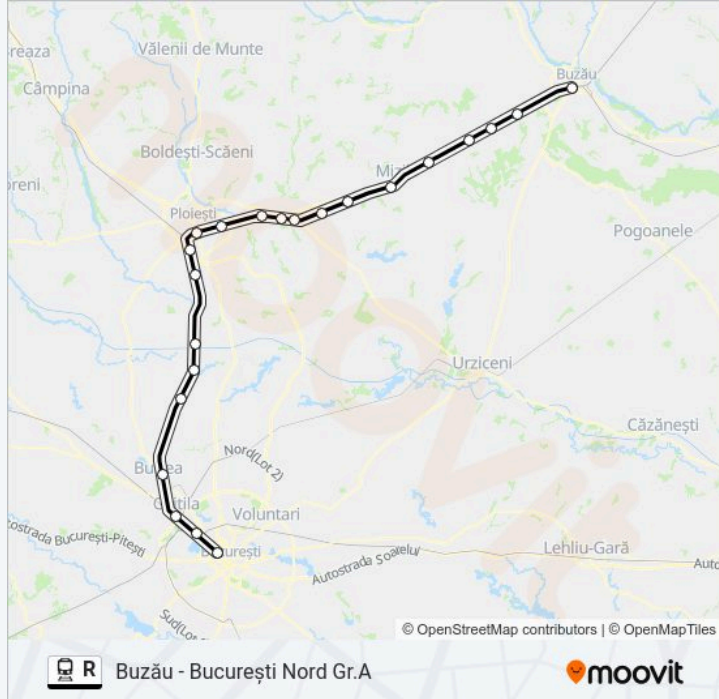 Vălenii de Munte
Câmpina
Buzău
Boldești-Scăeni
Ploiești
Pogoanele
Urziceni
Căzănești
Nord(Lot 2)
Voluntari
București
Autostrada București-Pitești
Autostrada Soarelui
Lehliu-Gară
© OpenStreetMap contributors | © OpenMapTiles
R Buzău - București Nord Gr.A
moovit